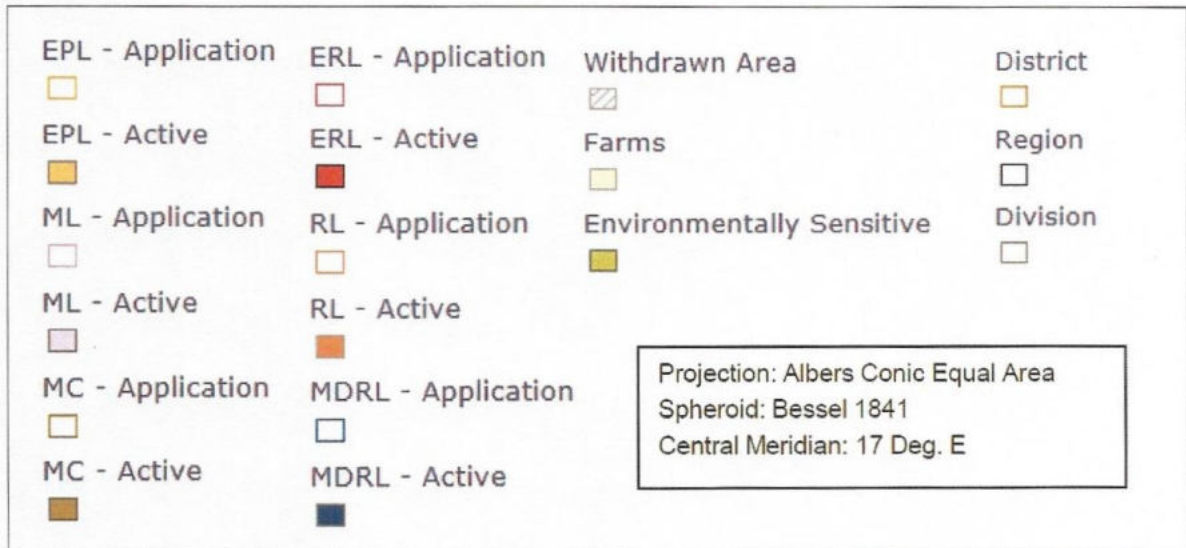 EPL - Application
EPL - Active
ML - Application
ML - Active
MC - Application
MC - Active
ERL - Application
ERL - Active
RL - Application
RL - Active
MDRL - Application
MDRL - Active
Withdrawn Area
Farms
Environmentally Sensitive
District
Region
Division
Projection: Albers Conic Equal Area
Spheroid: Bessel 1841
Central Meridian: 17 Deg. E